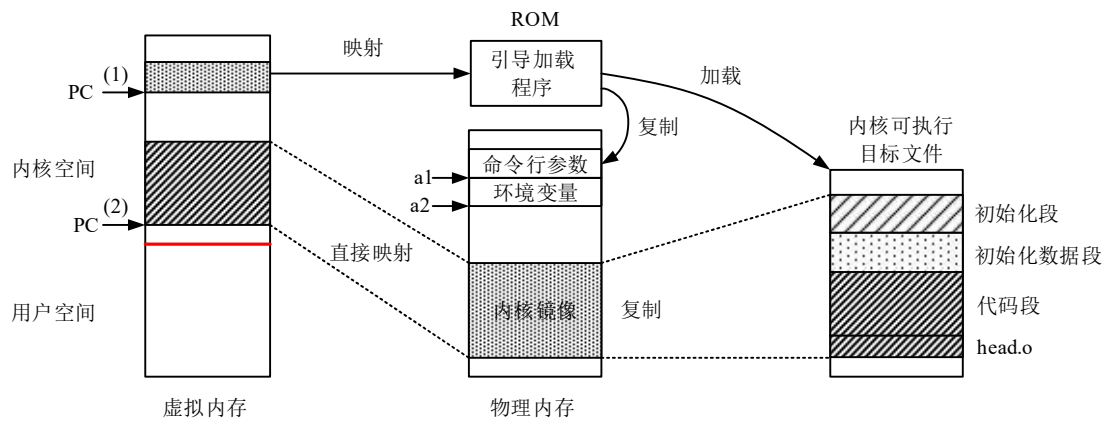 ROM
引导加载
程序
映射
加载
复制
(1)
PC
内核可执行
目标文件
内核空间
命令行参数
a1
环境变量
a2
(2)
PC
初始化段
直接映射
初始化数据段
用户空间
内核镜像
复制
代码段
head.o
虚拟内存
物理内存